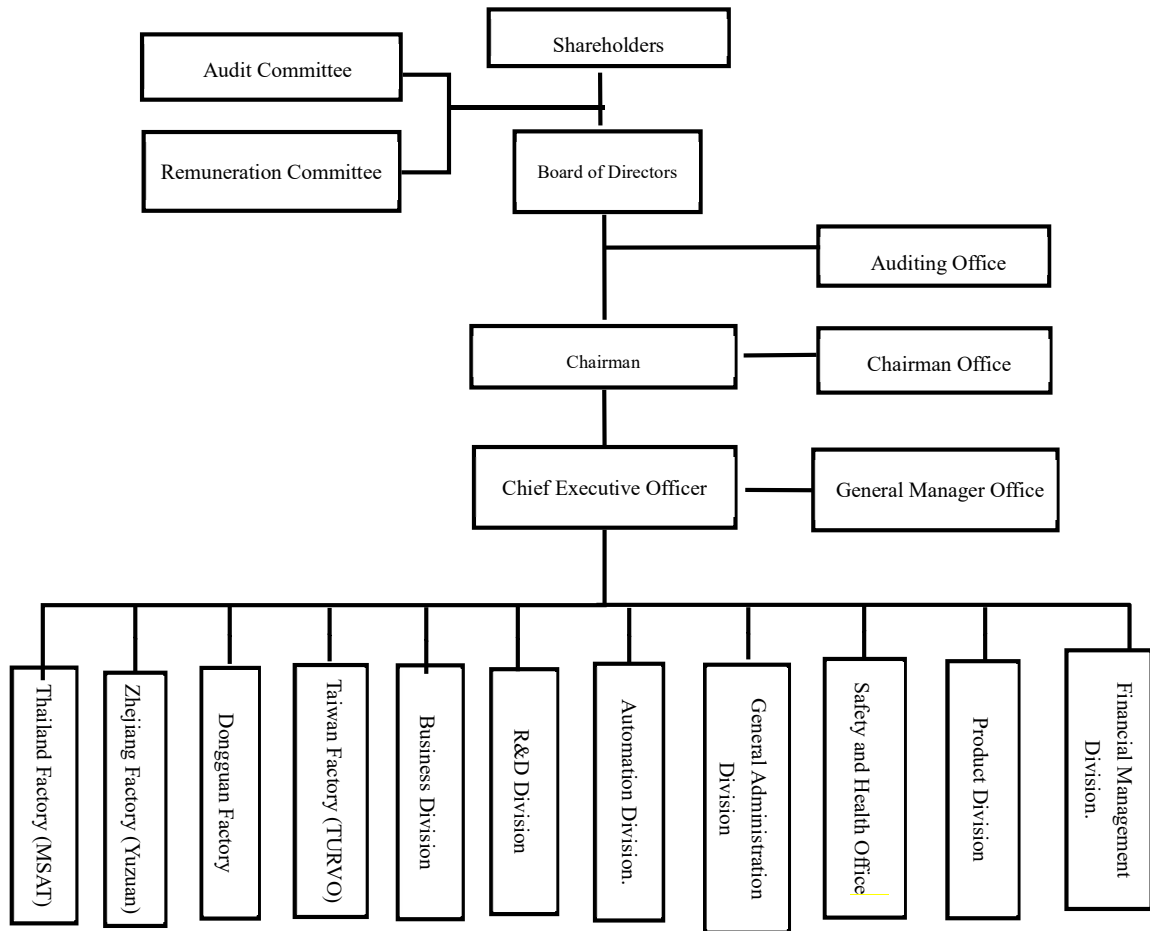 Shareholders
Audit Committee
Remuneration Committee
Board of Directors
Auditing Office
Chairman
Chairman Office
Chief Executive Officer
General Manager Office
Thailand Factory (MSAT)
Zhejiang Factory (Yuzuan)
Dongguan Factory
Taiwan Factory (TURVO)
Business Division
R&D Division
Automation Division.
General Administration
Division
Safety and Health Office
Product Division
Financial Management
Division.